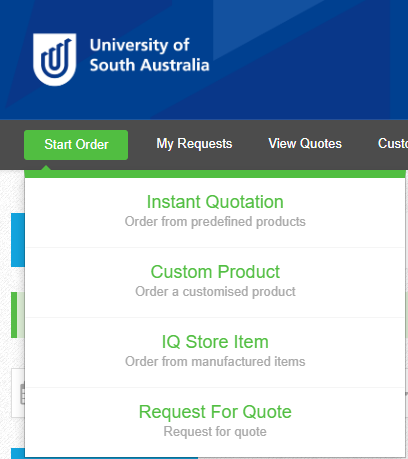 University of
South Australia
Start Order
My Requests
View Quotes
Instant Quotation
Order from predefined products
Custom Product
Order a customised product
IQ Store Item
Order from manufactured items
Request For Quote
Request for quote